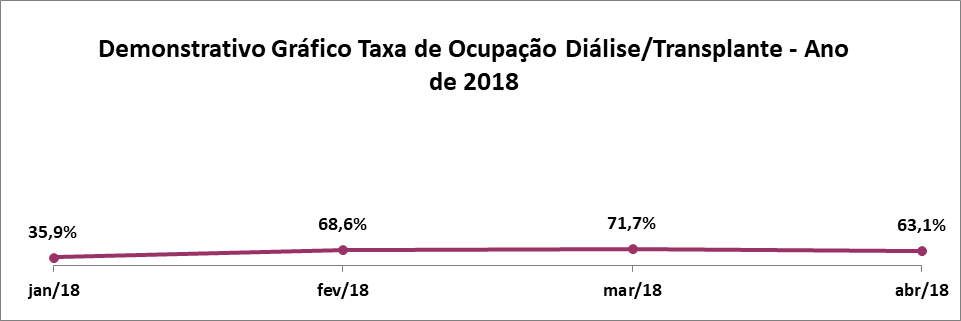 Demonstrativo Gráfico Taxa de Ocupação Diálise/Transplante - Ano
de 2018
35,9%
68,6%
71,7%
63,1%
jan/18
fev/18
mar/18
abr/18